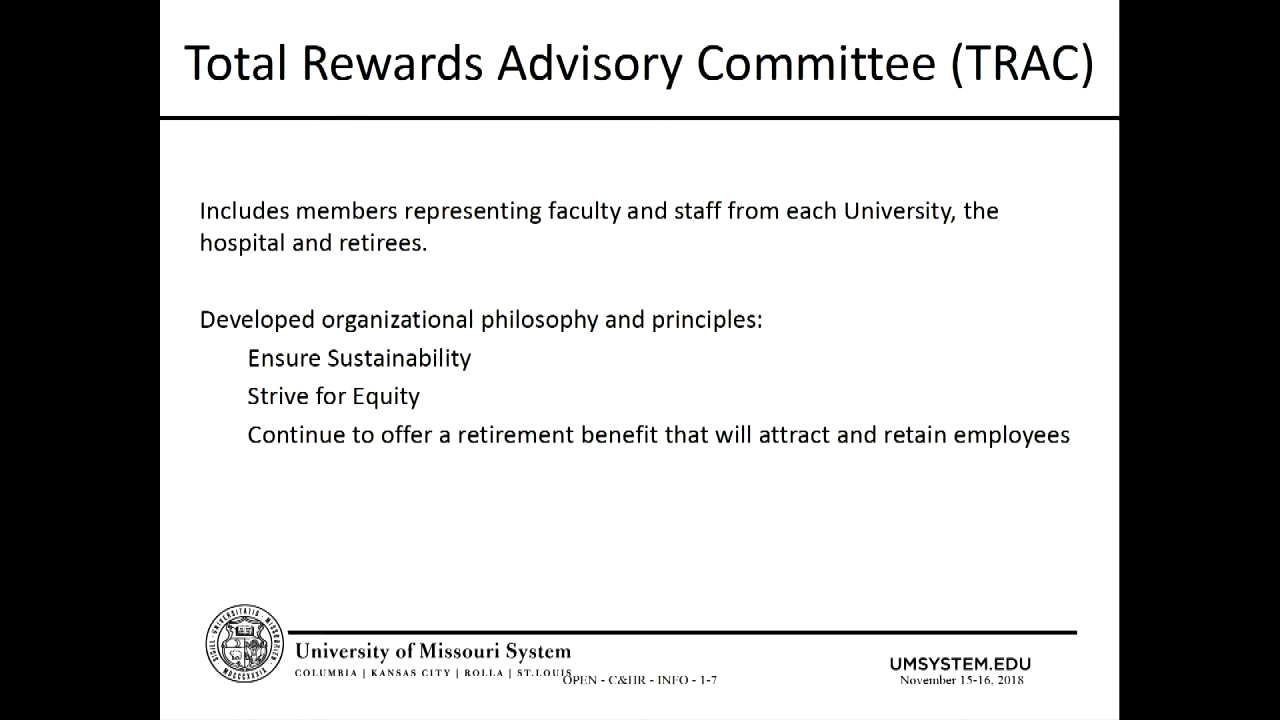 Total Rewards Advisory Committee (TRAC)
Includes members representing faculty and staff from each University, the
hospital and retirees.
Developed organizational philosophy and principles:
Ensure Sustainability
Strive for Equity
Continue to offer a retirement benefit that will attract and retain employees
University of Missouri System
COLUMBIA | KANSAS CITY | ROLLA | ST.LOUIS
OPEN - C&HR - INFO - 1-7
UMSYSTEM.EDU
November 15-16, 2018